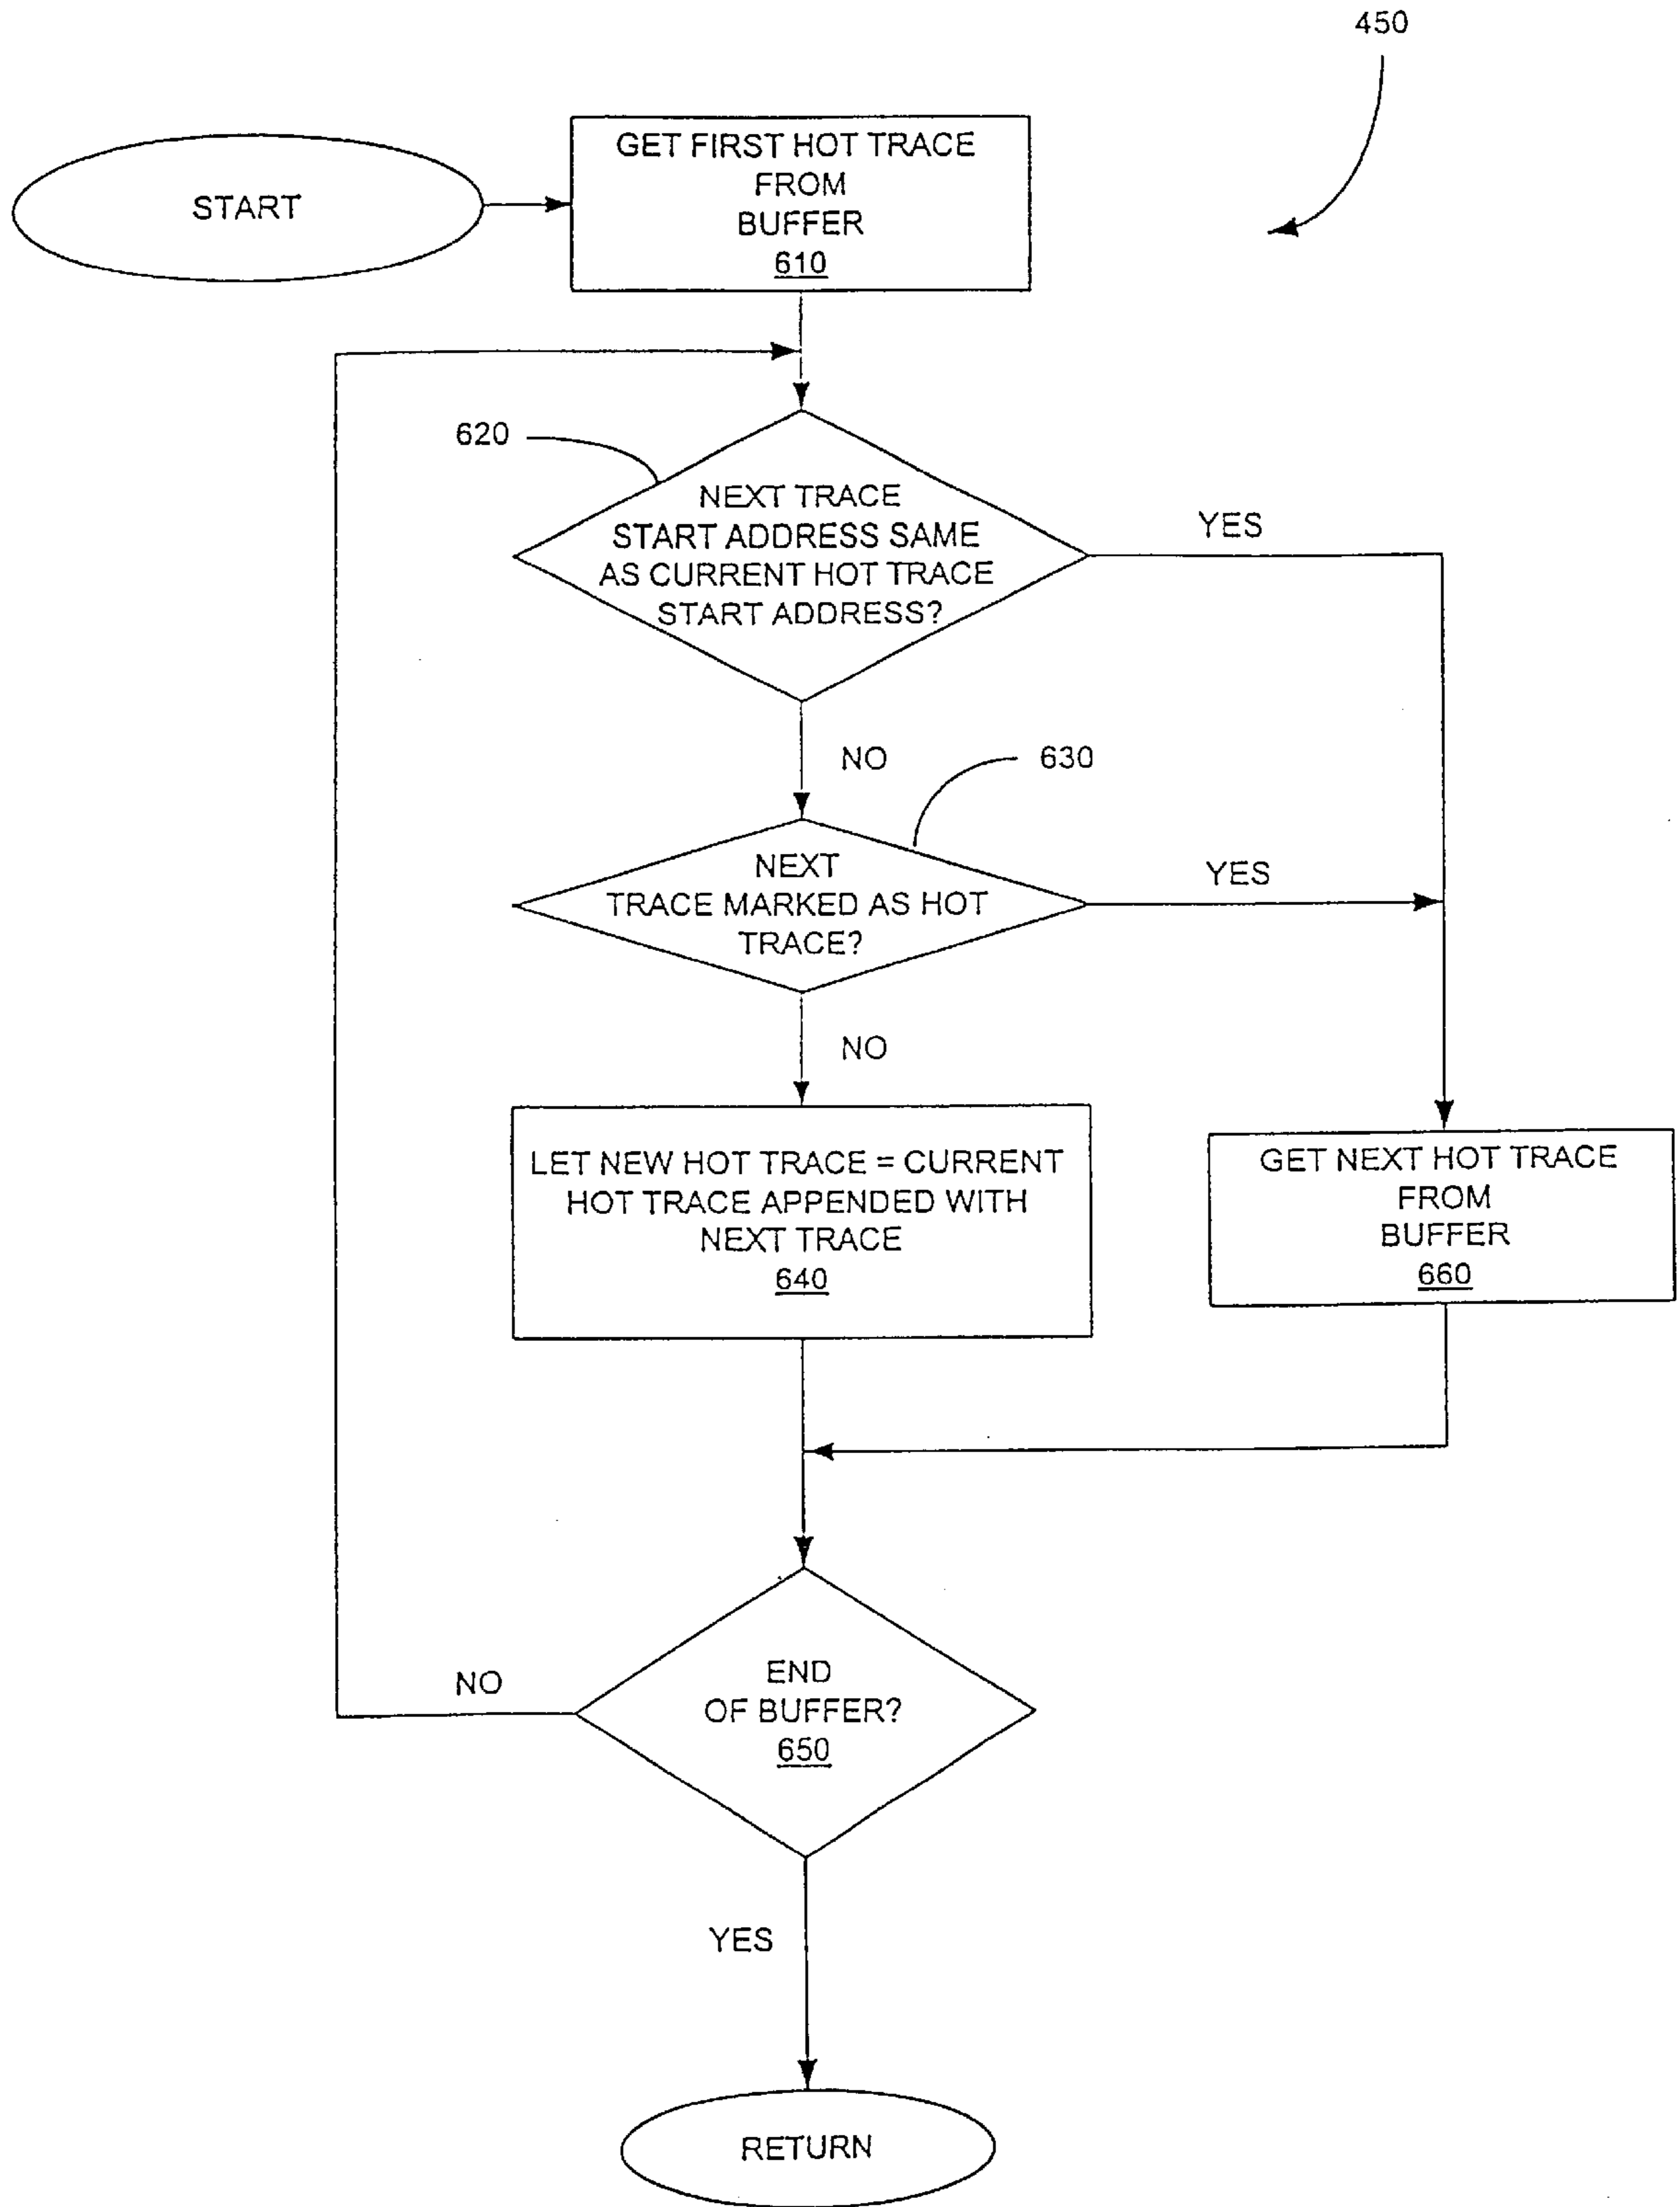 450
START
GET FIRST HOT TRACE
FROM
BUFFER
610
620
NEXT TRACE
START ADDRESS SAME
AS CURRENT HOT TRACE
START ADDRESS?
YES
NO
630
NEXT
TRACE MARKED AS HOT
TRACE?
YES
NO
LET NEW HOT TRACE = CURRENT
HOT TRACE APPENDED WITH
NEXT TRACE
640
GET NEXT HOT TRACE
FROM
BUFFER
660
END
OF BUFFER?
650
NO
YES
RETURN